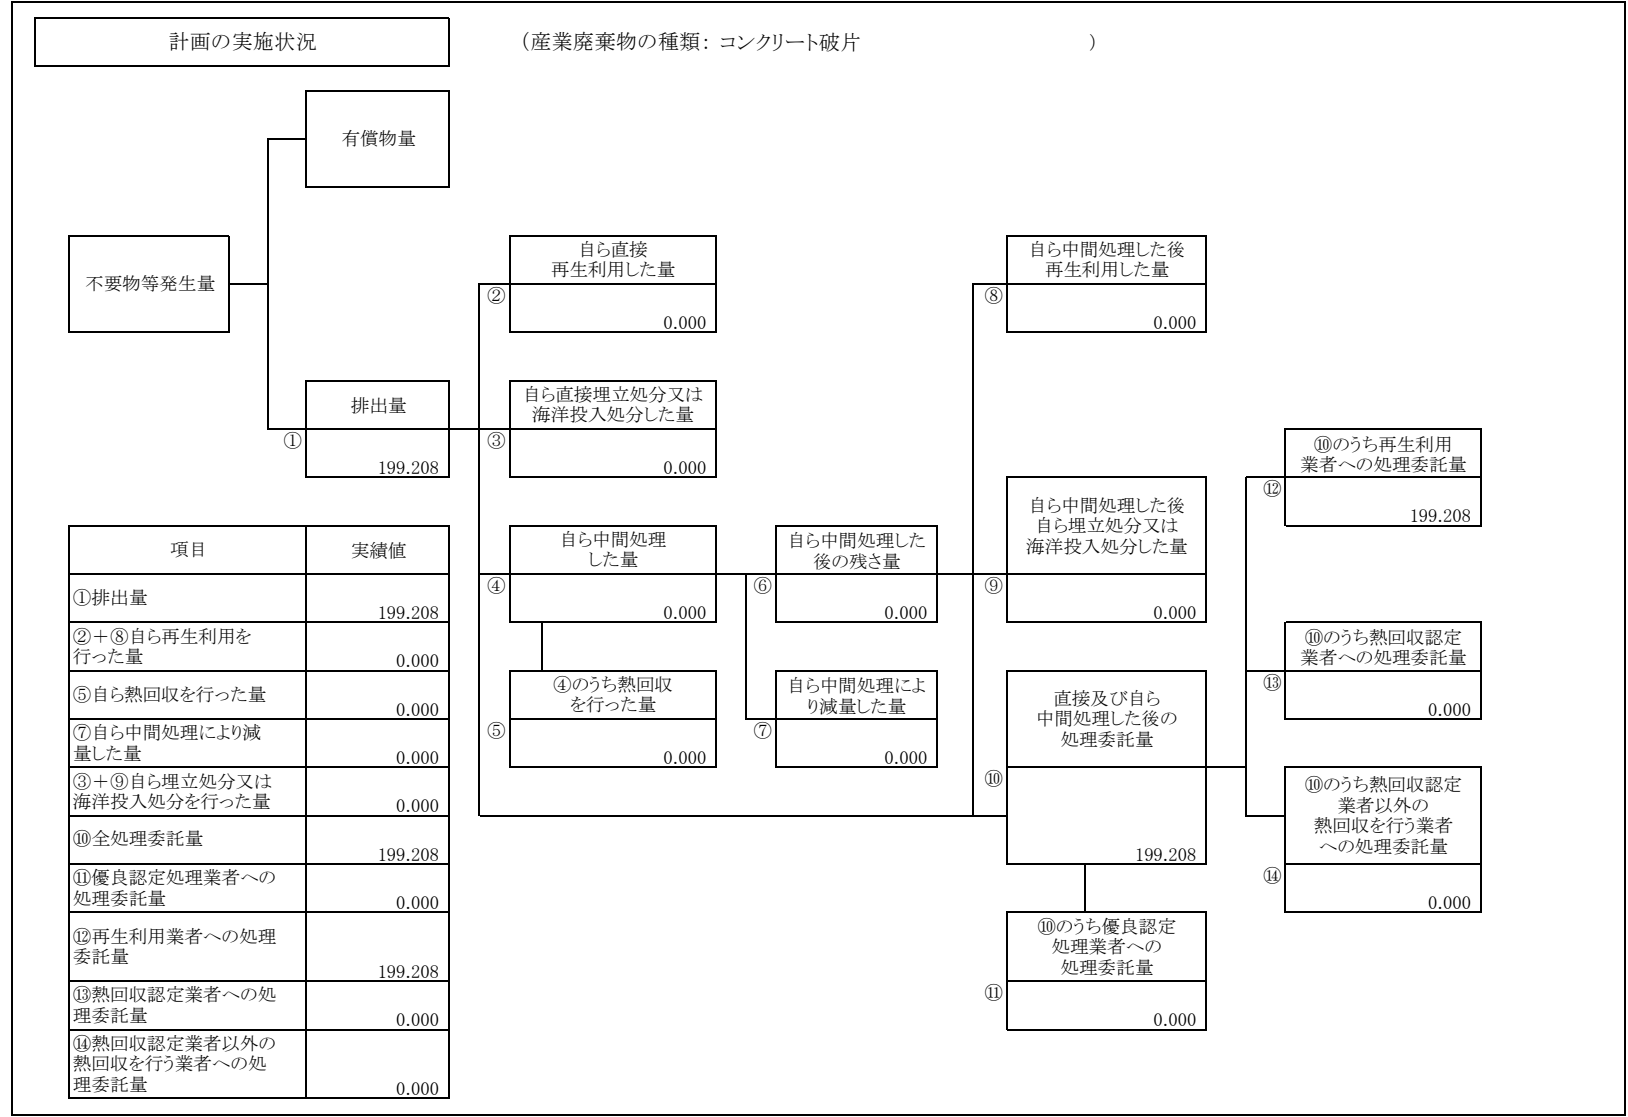 計画の実施状況
（産業廃棄物の種類：コンクリート破片 ）
有償物量
不要物等発生量
自ら直接
再生利用した量
②
0.000
自ら中間処理した後
再生利用した量
⑧
0.000
排出量
①
199.208
自ら直接埋立処分又は
海洋投入処分した量
③
0.000
⑩のうち再生利用
業者への処理委託量
⑫
199.208
自ら中間処理
した量
④
0.000
自ら中間処理した
後の残さ量
⑥
0.000
自ら中間処理した後
自ら埋立処分又は
海洋投入処分した量
⑨
0.000
⑩のうち熱回収認定
業者への処理委託量
⑬
0.000
④のうち熱回収
を行った量
⑤
0.000
自ら中間処理によ
り減量した量
⑦
0.000
直接及び自ら
中間処理した後の
処理委託量
⑩
199.208
⑩のうち熱回収認定
業者以外の
熱回収を行う業者
への処理委託量
⑭
0.000
⑩のうち優良認定
処理業者への
処理委託量
⑪
0.000
項目 実績値
①排出量
199.208
②＋⑧自ら再生利用を
行った量
0.000
⑤自ら熱回収を行った量
0.000
⑦自ら中間処理により減
量した量
0.000
③＋⑨自ら埋立処分又は
海洋投入処分を行った量
0.000
⑩全処理委託量
199.208
⑪優良認定処理業者への
処理委託量
0.000
⑫再生利用業者への処理
委託量
199.208
⑬熱回収認定業者への処
理委託量
0.000
⑭熱回収認定業者以外の
熱回収を行う業者への処
理委託量
0.000